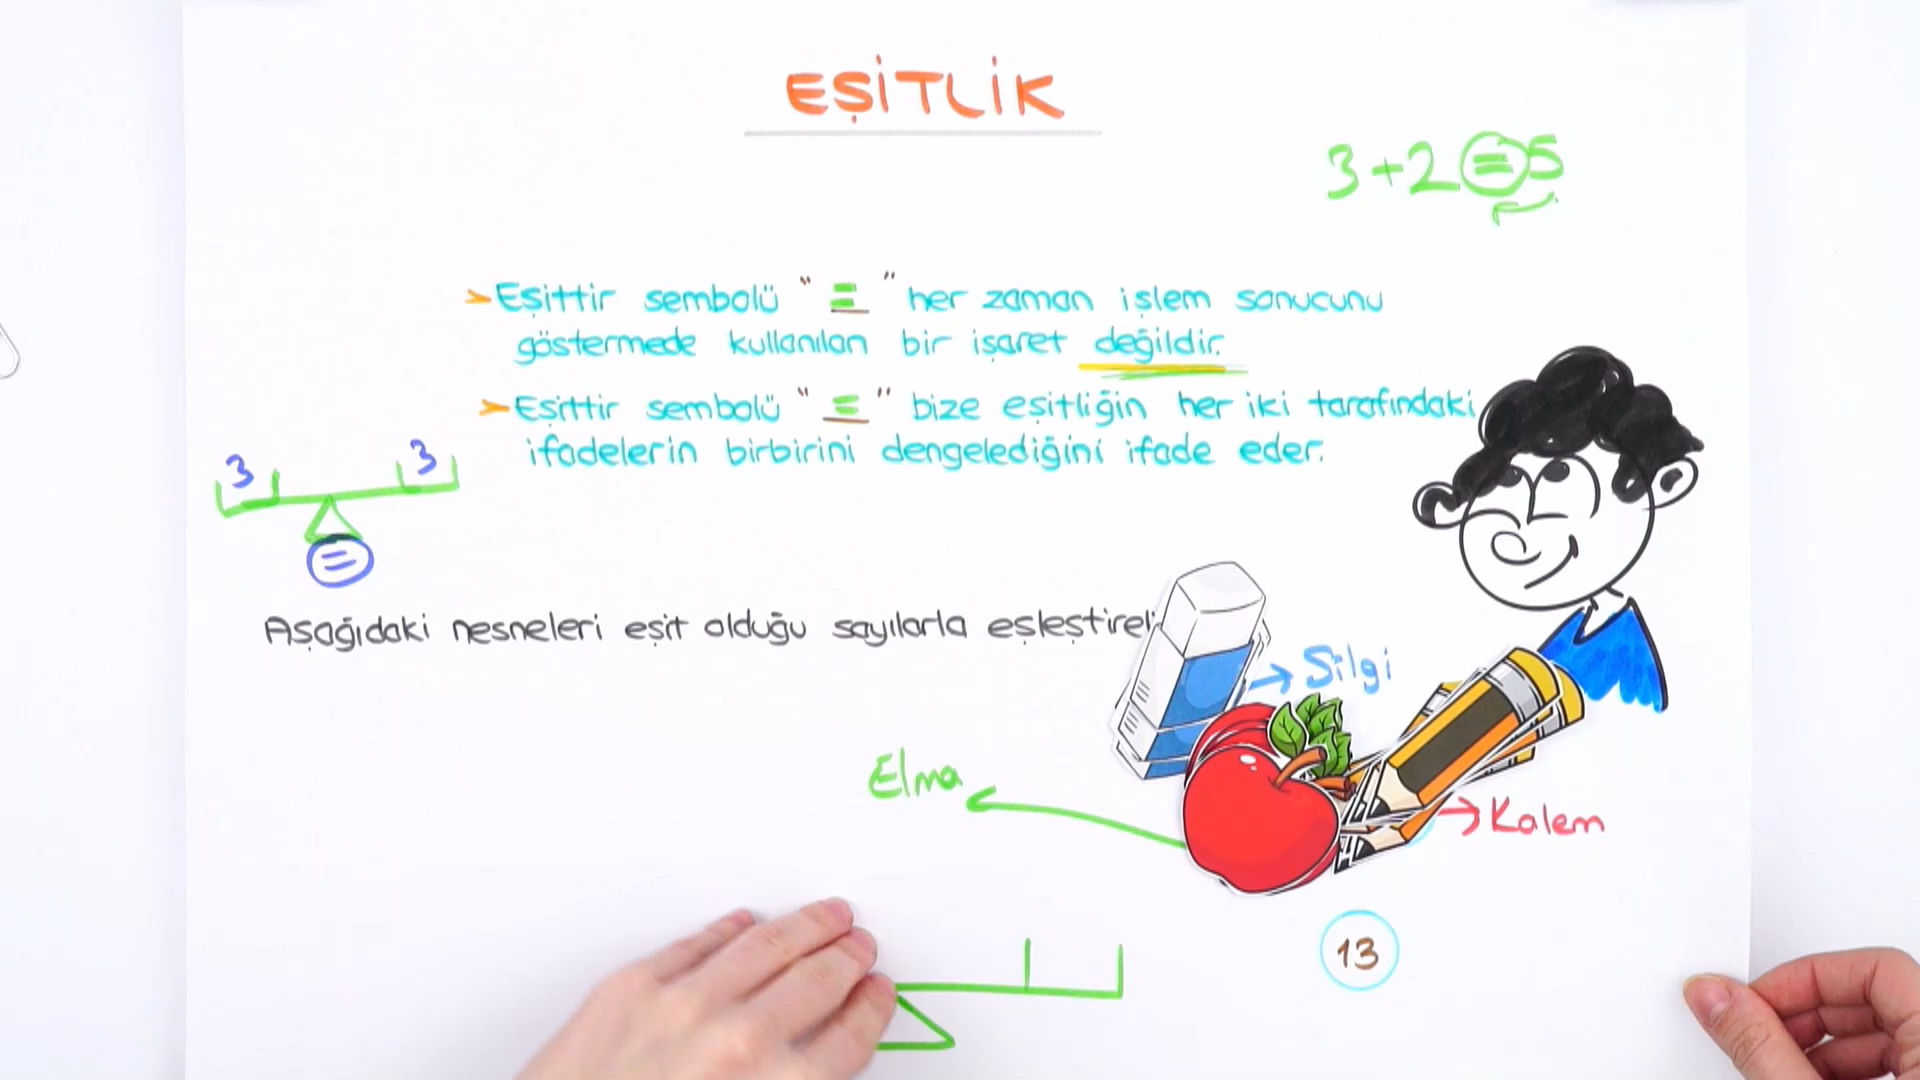 EŞİTLİK
3+2=5
➤Eşittir sembolü "=" her zaman işlem sonucunu
göstermede kullanılan bir işaret değildir.
➤Eşittir sembolü "=" bize eşitliğin her iki tarafındaki
ifadelerin birbirini dengelediğini ifade eder.
3 3
=
Aşağıdaki nesneleri eşit olduğu sayılarla
→Silgi
Elma
→Kalem
13